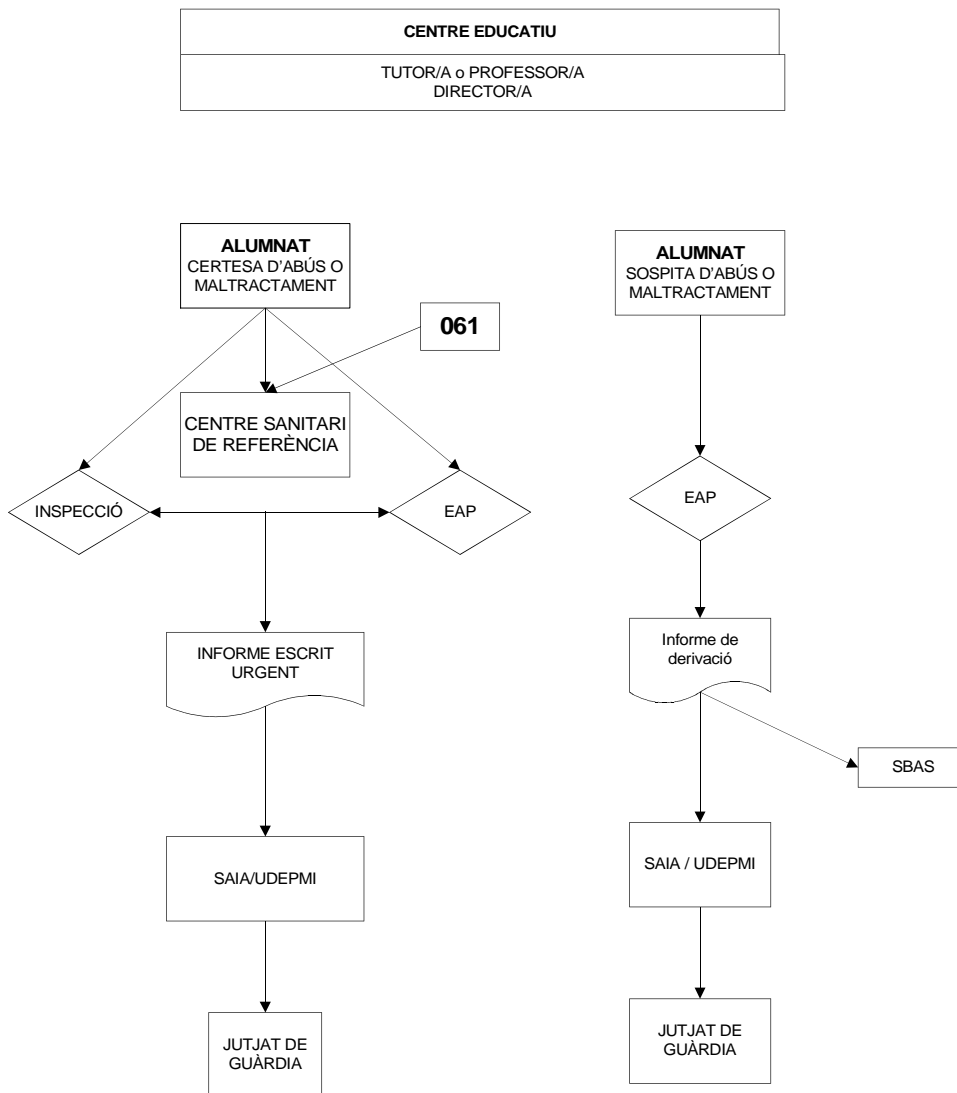 CENTRE EDUCATIU
TUTOR/A o PROFESSOR/A
DIRECTOR/A
ALUMNAT
CERTESA D'ABÚS O
MALTRACTAMENT
ALUMNAT
SOSPITA D'ABÚS O
MALTRACTAMENT
061
CENTRE SANITARI
DE REFERÈNCIA
INSPECCIÓ
EAP
EAP
INFORME ESCRIT
URGENT
Informe de
derivació
SBAS
SAIA/UDEPMI
SAIA / UDEPMI
JUTJAT DE
GUÀRDIA
JUTJAT DE
GUÀRDIA